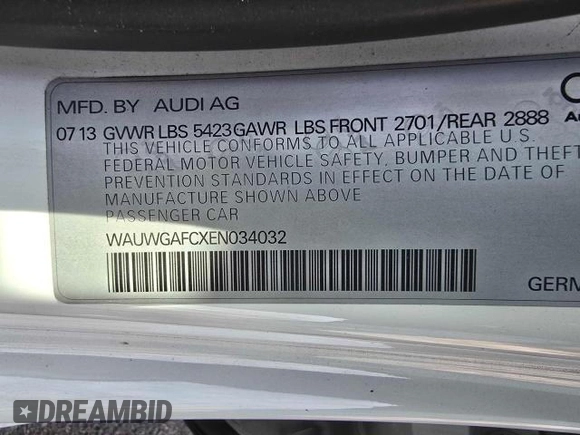 MFD. BY AUDI AG
07 13 GVWR LBS 5423 GAWR LBS FRONT 2701/REAR 2888
THIS VEHICLE CONFORMS TO ALL APPLICABLE U.S.
FEDERAL MOTOR VEHICLE SAFETY, BUMPER AND THEFT
PREVENTION STANDARDS IN EFFECT ON THE DATE OF
MANUFACTURE SHOWN ABOVE
PASSENGER CAR
WAUWGAFCXEN034032
GERM
DREAMBID